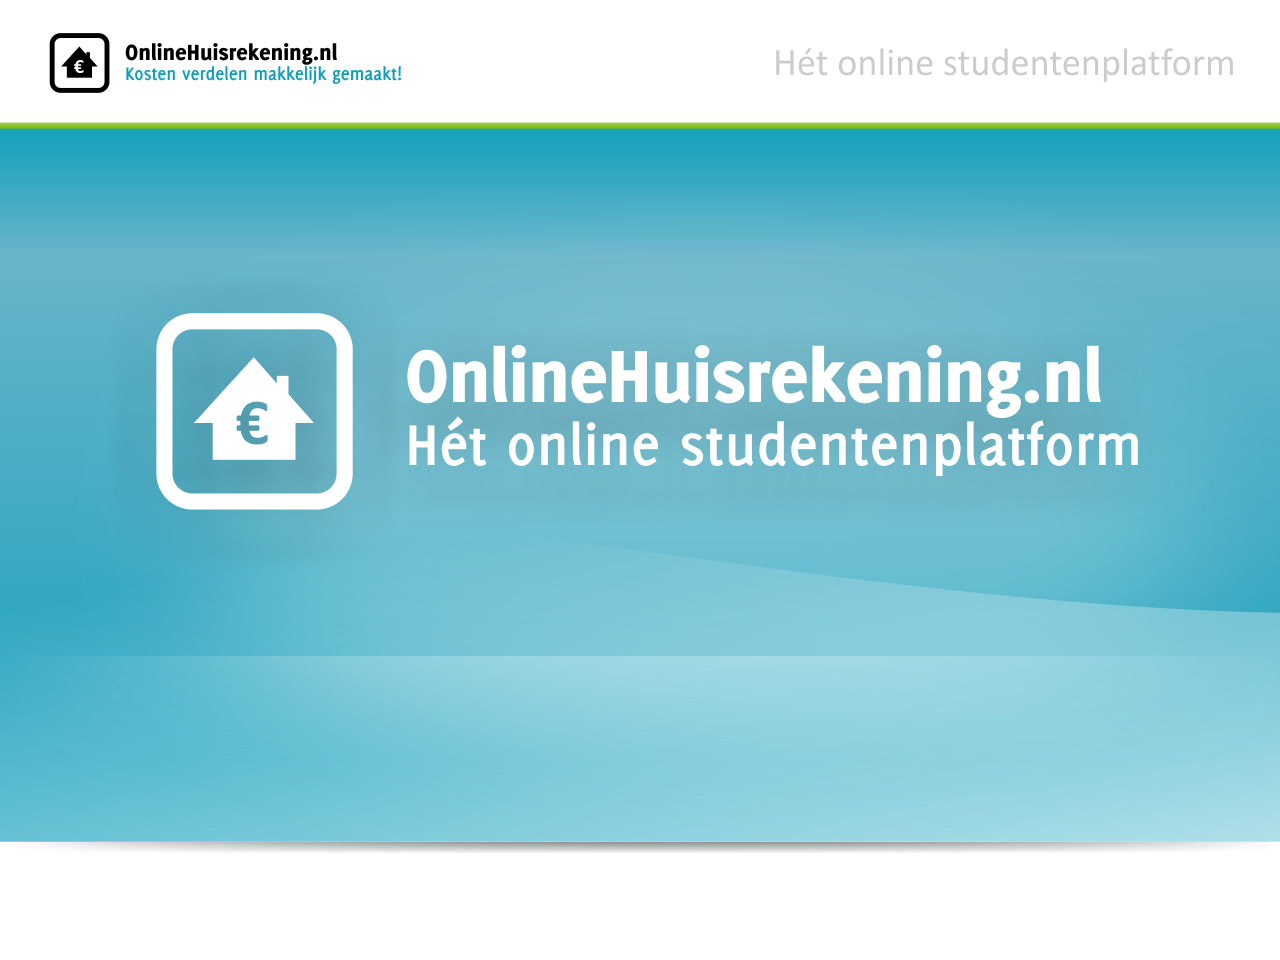 OnlineHuisrekening.nl
Kosten verdelen makkelijk gemaakt!
Hét online studentenplatform
€
€
OnlineHuisrekening.nl
Hét online studentenplatform